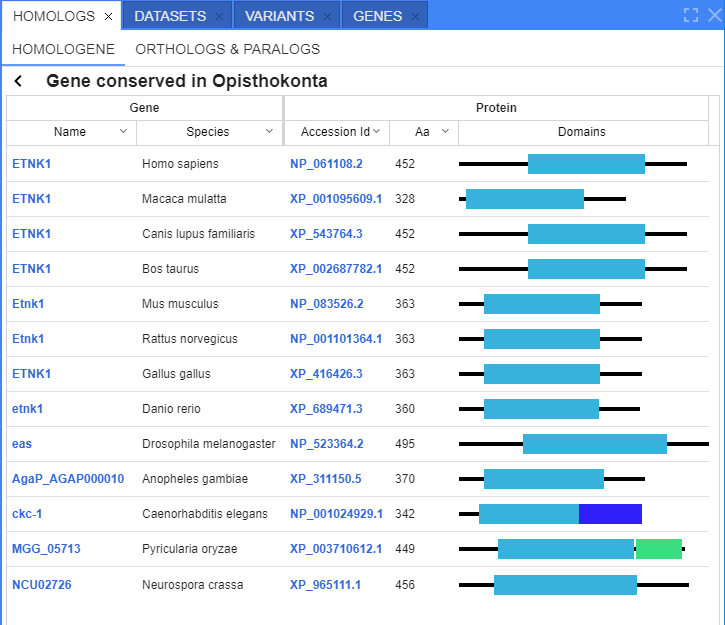 HOMOLOGS × DATASETS × VARIANTS × GENES ×
HOMOLOGENE ORTHOLOGS & PARALOGS
Gene conserved in Opisthokonta
Gene Protein
Name Species Accession Id Aa Domains
ETNK1 Homo sapiens NP_061108.2 452
ETNK1 Macaca mulatta XP_001095609.1 328
ETNK1 Canis lupus familiaris XP_543764.3 452
ETNK1 Bos taurus XP_002687782.1 452
Etnk1 Mus musculus NP_083526.2 363
Etnk1 Rattus norvegicus NP_001101364.1 363
ETNK1 Gallus gallus XP_416426.3 363
etnk1 Danio rerio XP_689471.3 360
eas Drosophila melanogaster NP_523364.2 495
AgaP_AGAP000010 Anopheles gambiae XP_311150.5 370
ckc-1 Caenorhabditis elegans NP_001024929.1 342
MGG_05713 Pyricularia oryzae XP_003710612.1 449
NCU02726 Neurospora crassa XP_965111.1 456